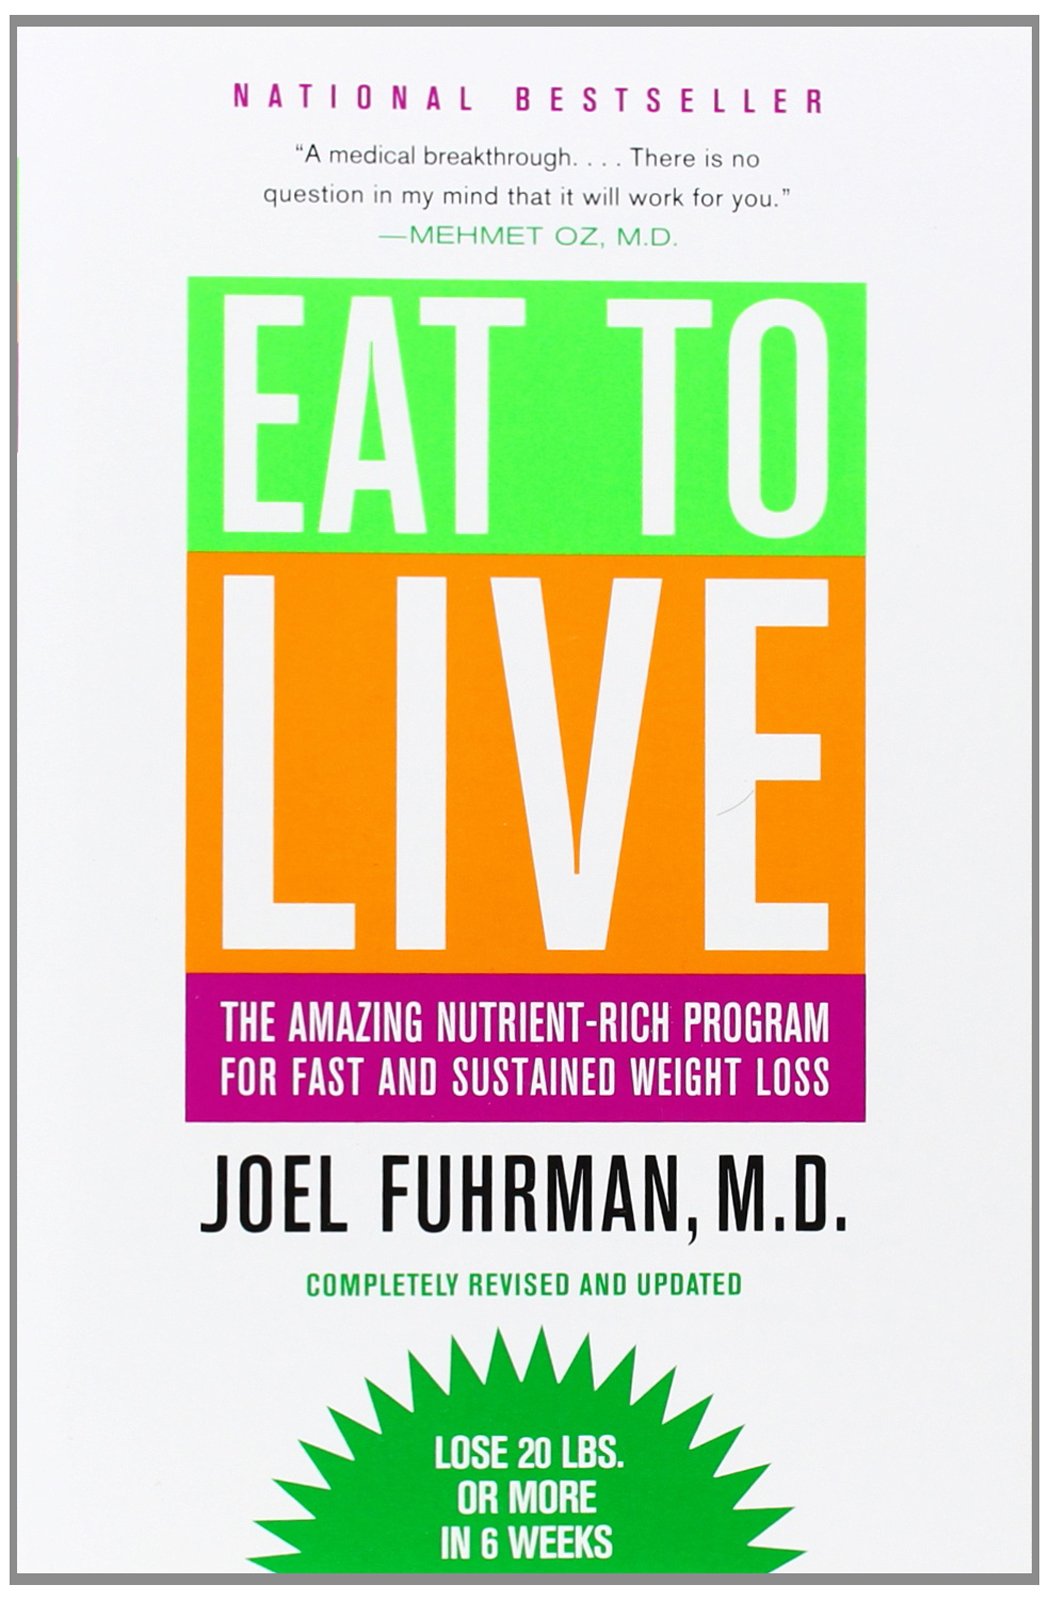 NATIONAL BESTSELLER
“A medical breakthrough. . . . There is no
question in my mind that it will work for you.”
—MEHMET OZ, M.D.
EAT TO
LIVE
THE AMAZING NUTRIENT-RICH PROGRAM
FOR FAST AND SUSTAINED WEIGHT LOSS
JOEL FUHRMAN, M.D.
COMPLETELY REVISED AND UPDATED
LOSE 20 LBS.
OR MORE
IN 6 WEEKS